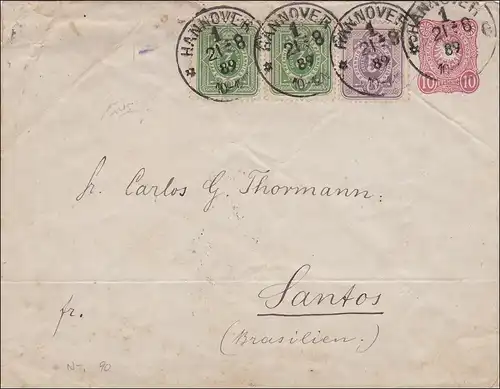 HANNOVER HANNOVER HANNOVER HANNOVER
1 1 1 1
21-8 21-8 21-8 21-8
89 89 89 89
10 10
H. Carlos G. Thormann.
Santos
(Brasilien.)
fr.
90